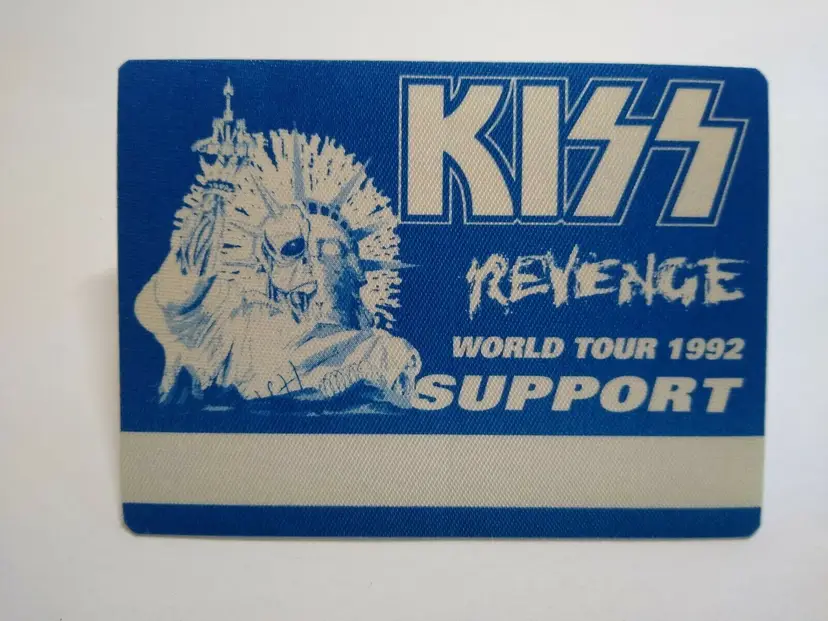 KISS
REVENGE
WORLD TOUR 1992
SUPPORT